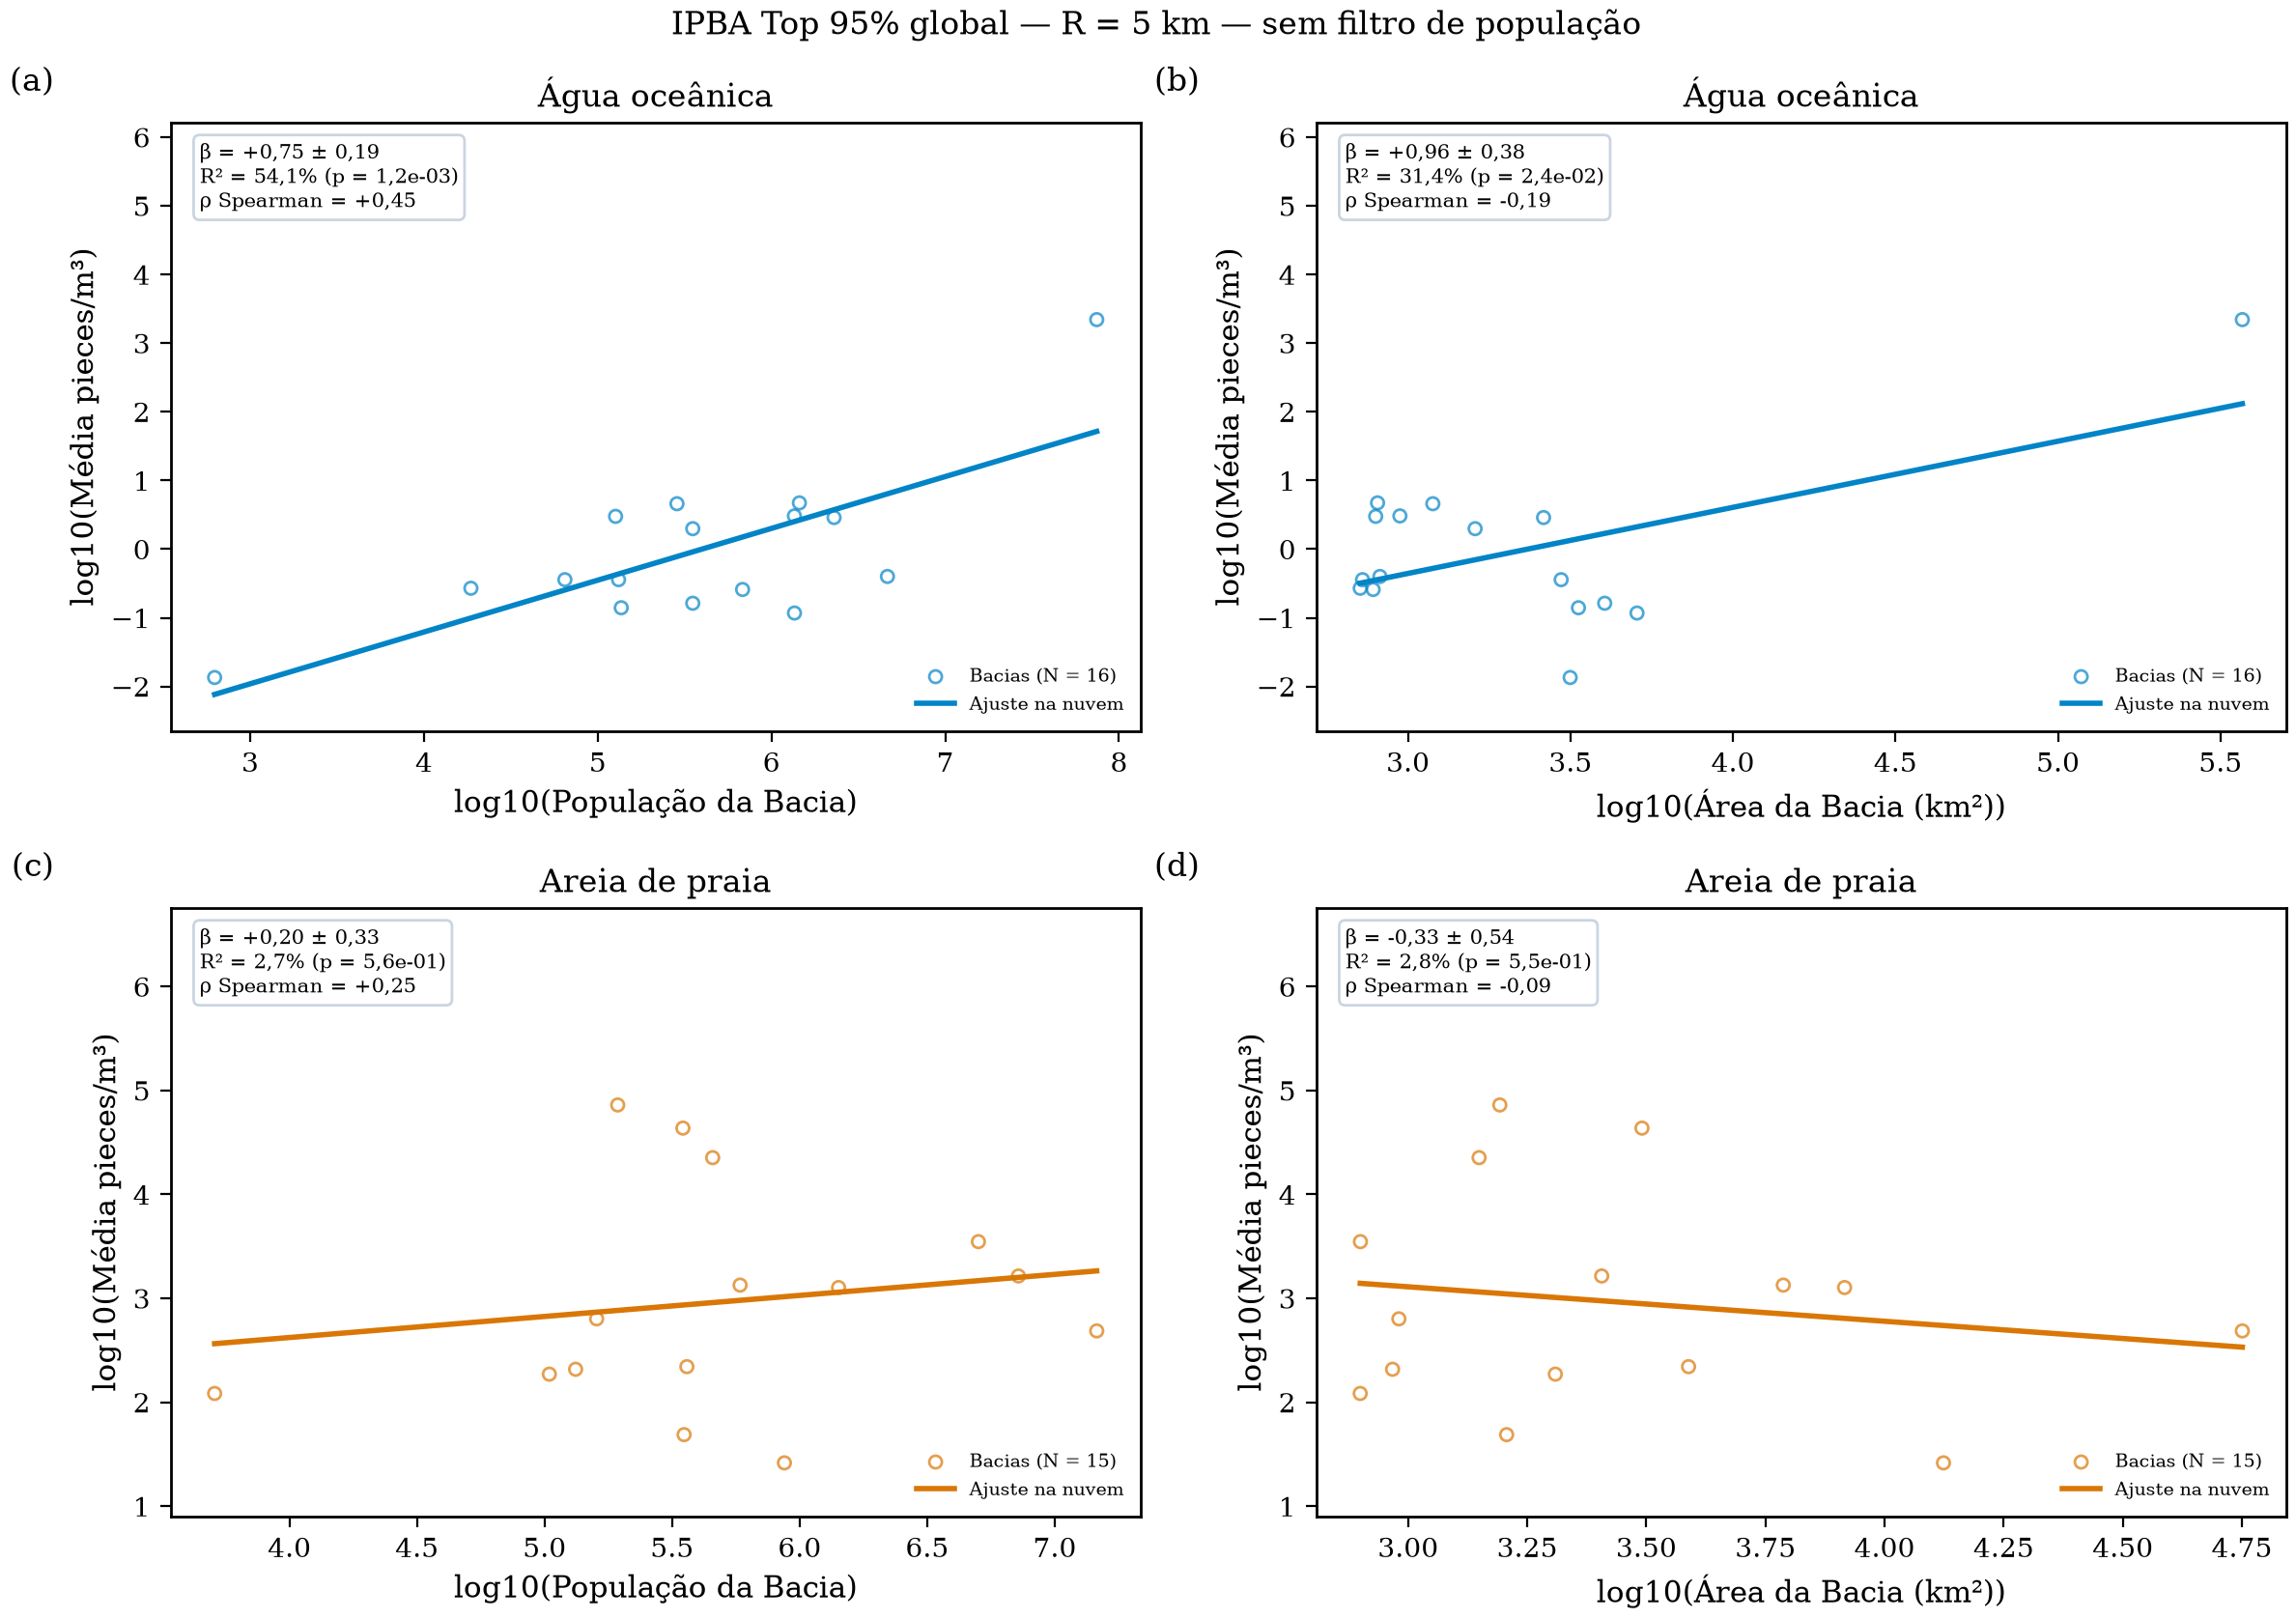 IPBA Top 95% global — R = 5 km — sem filtro de população
(a)
Água oceânica
β = +0,75 ± 0,19
R² = 54,1% (p = 1,2e-03)
ρ Spearman = +0,45
log10(Média pieces/m³)
6
5
4
3
2
1
0
−1
−2
Bacias (N = 16)
Ajuste na nuvem
3 4 5 6 7 8
log10(População da Bacia)
(b)
Água oceânica
β = +0,96 ± 0,38
R² = 31,4% (p = 2,4e-02)
ρ Spearman = -0,19
log10(Média pieces/m³)
6
5
4
3
2
1
0
−1
−2
Bacias (N = 16)
Ajuste na nuvem
3.0 3.5 4.0 4.5 5.0 5.5
log10(Área da Bacia (km²))
(c)
Areia de praia
β = +0,20 ± 0,33
R² = 2,7% (p = 5,6e-01)
ρ Spearman = +0,25
log10(Média pieces/m³)
6
5
4
3
2
1
Bacias (N = 15)
Ajuste na nuvem
4.0 4.5 5.0 5.5 6.0 6.5 7.0
log10(População da Bacia)
(d)
Areia de praia
β = -0,33 ± 0,54
R² = 2,8% (p = 5,5e-01)
ρ Spearman = -0,09
log10(Média pieces/m³)
6
5
4
3
2
1
Bacias (N = 15)
Ajuste na nuvem
3.00 3.25 3.50 3.75 4.00 4.25 4.50 4.75
log10(Área da Bacia (km²))